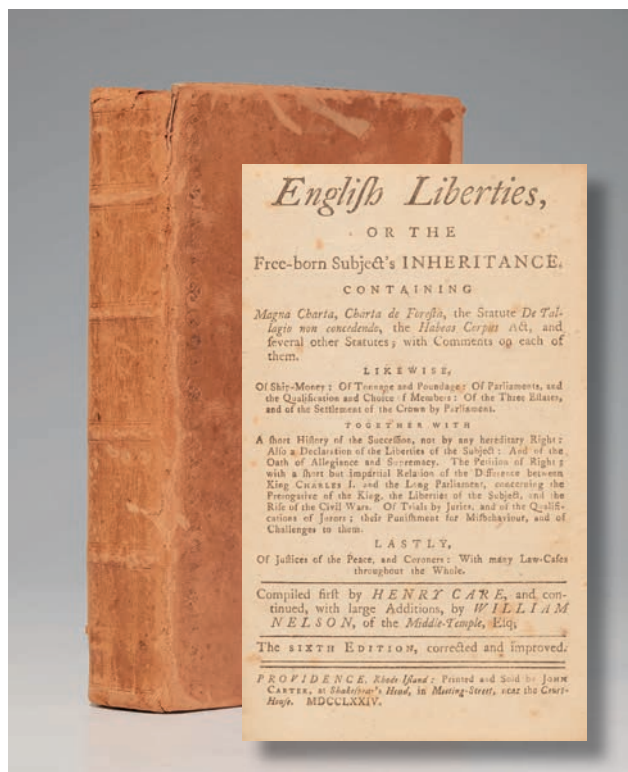 Engliſh Liberties,
OR THE
Free-born Subject's INHERITANCE.
CONTAINING
Magna Charta, Charta de Foreſta, the Statute De Tal-
lagio non concedendo, the Habeas Corpus Act, and
ſeveral other Statutes; with Comments on each of
them.
LIKEWISE,
Of Ship-Money: Of Tonnage and Poundage: Of Parliaments, and
the Qualification and Choice of Members: Of the Three Eſtates,
and of the Settlement of the Crown by Parliament.
TOGETHER WITH
A ſhort Hiſtory of the Succeſſion, not by any hereditary Right:
Alſo a Declaration of the Liberties of the Subject: And of the
Oath of Allegiance and Supremacy. The Petition of Right;
with a ſhort but impartial Relation of the Difference between
King CHARLES I. and the Long Parliament, concerning the
Prerogative of the King, the Liberties of the Subject, and the
Riſe of the Civil Wars. Of Trials by Juries, and of the Qualifi-
cations of Jurors; their Puniſhment for Miſbehaviour, and of
Challenges to them.
LASTLY,
Of Juſtices of the Peace, and Coroners: With many Law-Caſes
throughout the Whole.
Compiled firſt by HENRY CARE, and con-
tinued, with large Additions, by WILLIAM
NELSON, of the Middle-Temple, Eſq;
The SIXTH EDITION, corrected and improved.
PROVIDENCE, Rhode Iſland: Printed and Sold by JOHN
CARTER, at Shakeſpear's Head, in Meeting-Street, near the Court-
Houſe. MDCCLXXIV.